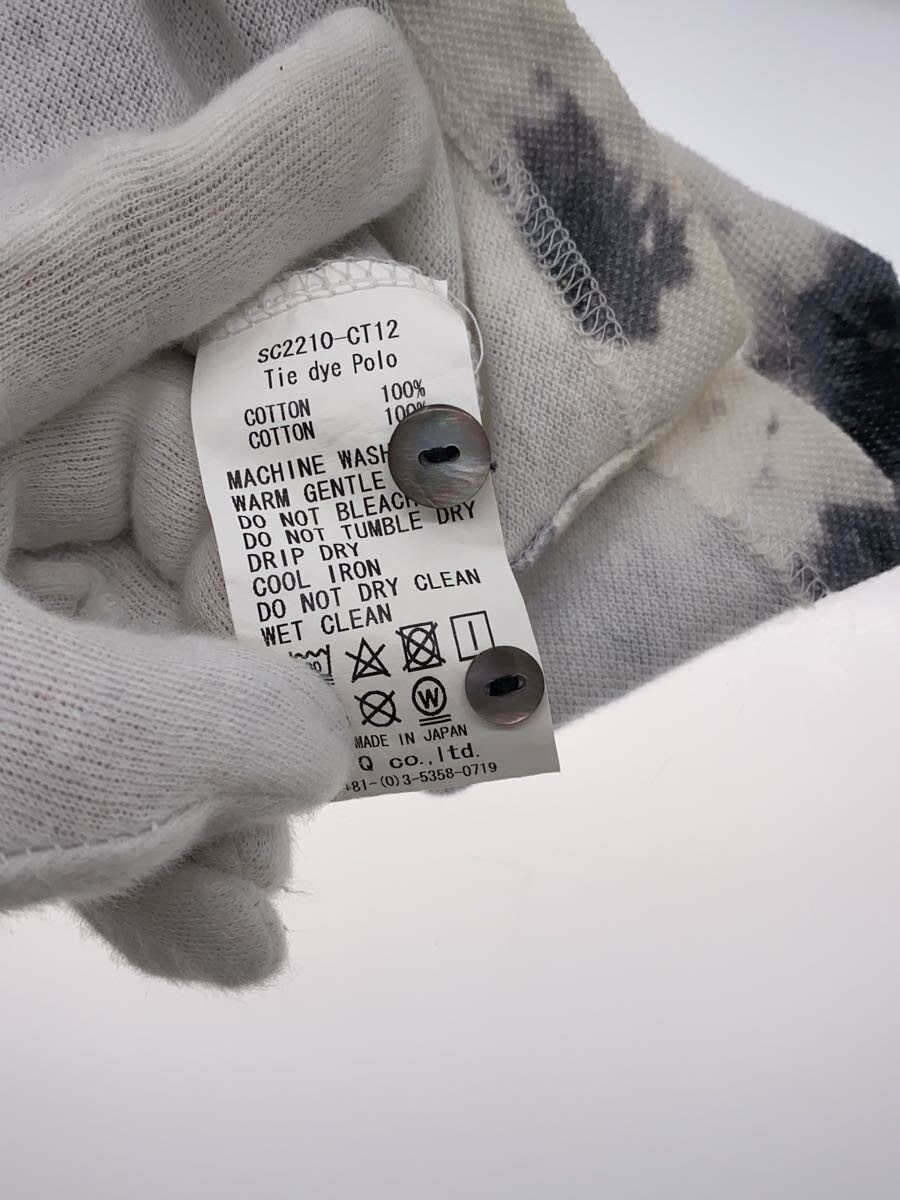 sc2210-CT12
Tie dye Polo
COTTON 100%
COTTON 100%
MACHINE WASH
WARM GENTLE
DO NOT BLEACH
DO NOT TUMBLE DRY
DRIP DRY
COOL IRON
DO NOT DRY CLEAN
WET CLEAN
W
MADE IN JAPAN
Q co.,ltd.
+81-(0)3-5358-0719